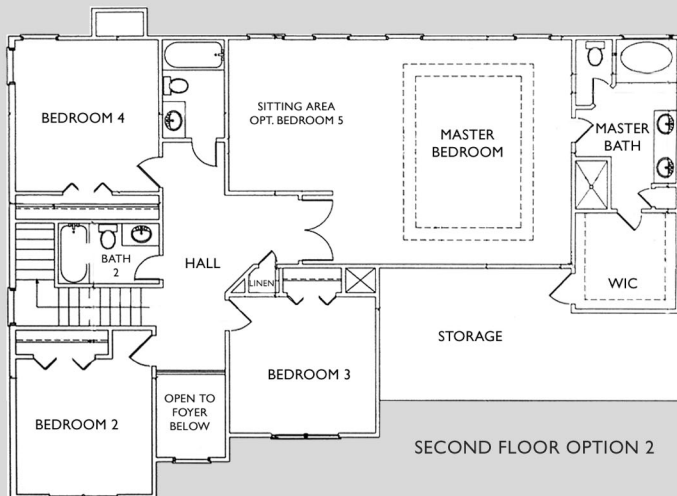 BEDROOM 4
SITTING AREA
OPT. BEDROOM 5
MASTER
BEDROOM
MASTER
BATH
BATH
2
HALL
LINEN
WIC
STORAGE
BEDROOM 3
OPEN TO
FOYER
BELOW
BEDROOM 2
SECOND FLOOR OPTION 2